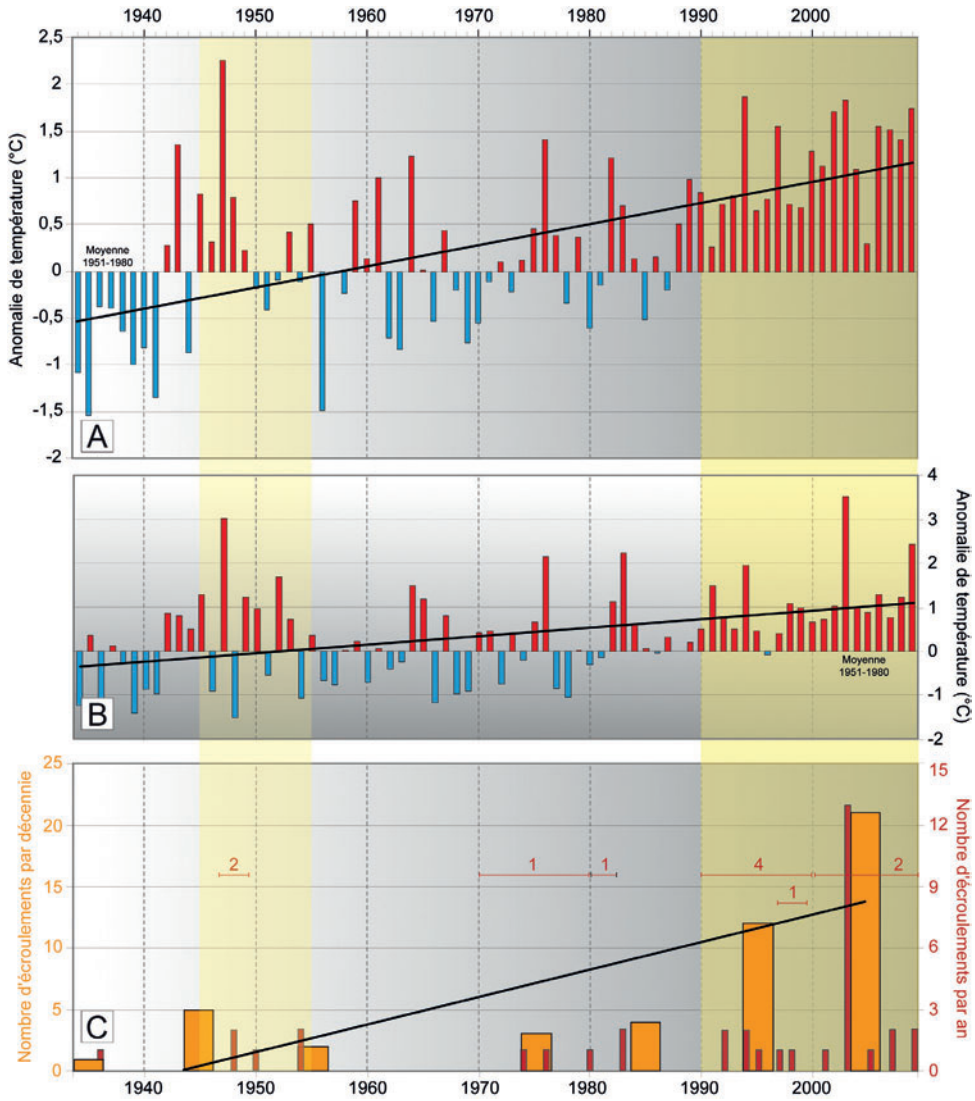 1940 1950 1960 1970 1980 1990 2000
Anomalie de température (°C)
2,5
2
1,5
1
0,5
0
-0,5
-1
-1,5
-2
Moyenne
1951-1980
A
Anomalie de température (°C)
4
3
2
1
0
-1
-2
Moyenne
1951-1980
B
Nombre d'écroulements par décennie
25
20
15
10
5
0
Nombre d'écroulements par an
15
12
9
6
3
0
2 1 1 4 2
1
C
1940 1950 1960 1970 1980 1990 2000